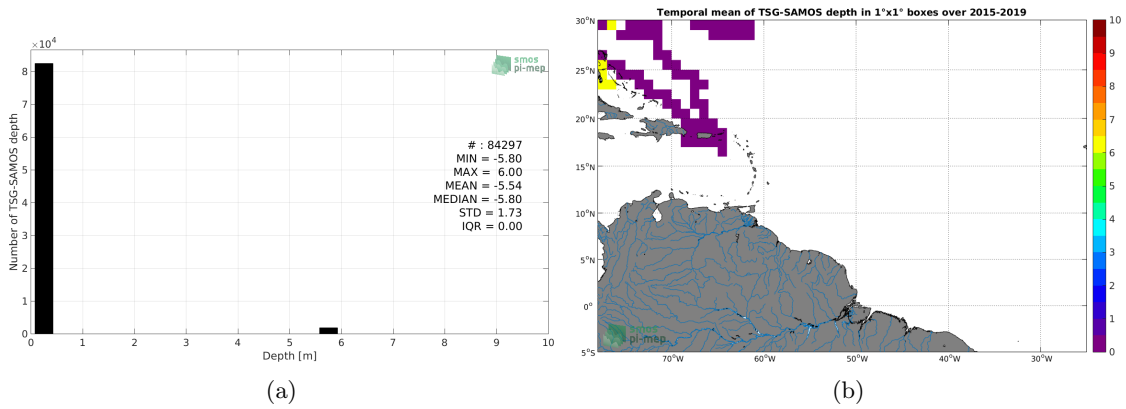 ×10⁴
9
8
7
6
5
4
3
2
1
0
Number of TSG-SAMOS depth
0 1 2 3 4 5 6 7 8 9 10
Depth [m]
smos
pi-mep
# : 84297
MIN = -5.80
MAX = 6.00
MEAN = -5.54
MEDIAN = -5.80
STD = 1.73
IQR = 0.00
(a)
Temporal mean of TSG-SAMOS depth in 1°x1° boxes over 2015-2019
30°N
25°N
20°N
15°N
10°N
5°N
0°
5°S
70°W 60°W 50°W 40°W 30°W
smos
pi-mep
10
9
8
7
6
5
4
3
2
1
0
(b)